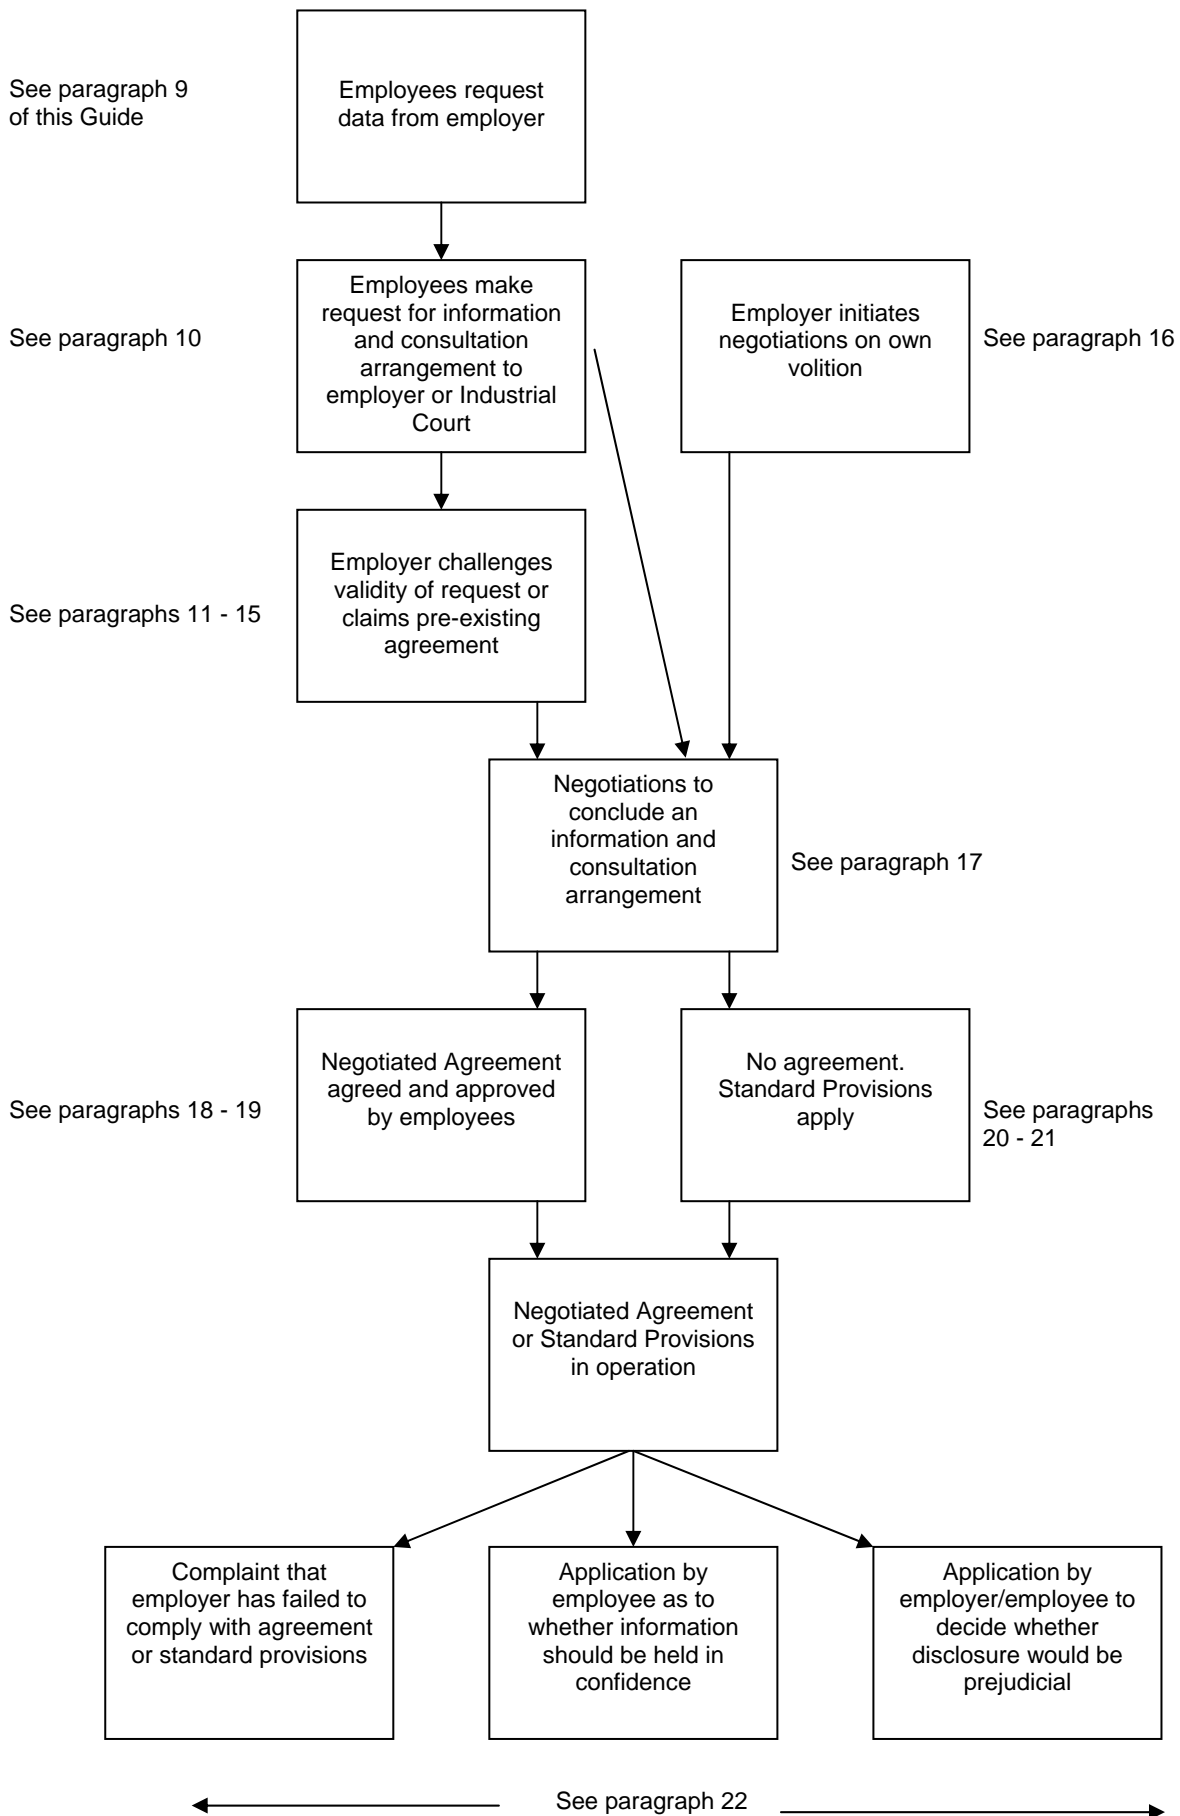 See paragraph 9
of this Guide
Employees request
data from employer
See paragraph 10
Employees make
request for information
and consultation
arrangement to
employer or Industrial
Court
Employer initiates
negotiations on own
volition
See paragraph 16
See paragraphs 11 - 15
Employer challenges
validity of request or
claims pre-existing
agreement
Negotiations to
conclude an
information and
consultation
arrangement
See paragraph 17
See paragraphs 18 - 19
Negotiated Agreement
agreed and approved
by employees
No agreement.
Standard Provisions
apply
See paragraphs
20 - 21
Negotiated Agreement
or Standard Provisions
in operation
Complaint that
employer has failed to
comply with agreement
or standard provisions
Application by
employee as to
whether information
should be held in
confidence
Application by
employer/employee to
decide whether
disclosure would be
prejudicial
See paragraph 22